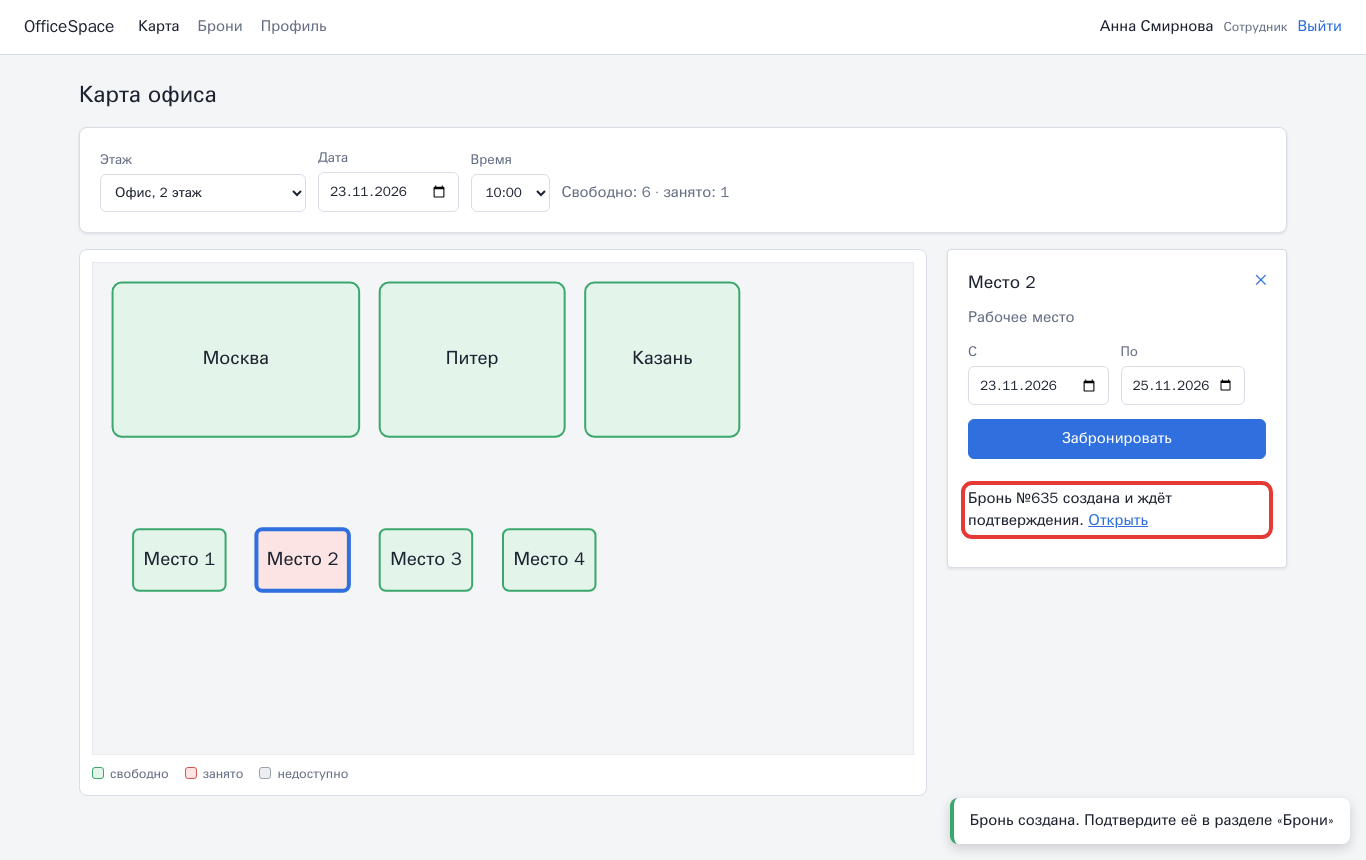 OfficeSpace Карта Брони Профиль Анна Смирнова Сотрудник Выйти
Карта офиса
Этаж Дата Время
Офис, 2 этаж 23.11.2026 10:00 Свободно: 6 · занято: 1
Москва Питер Казань
Место 1 Место 2 Место 3 Место 4
свободно занято недоступно
Место 2 ×
Рабочее место
С По
23.11.2026 25.11.2026
Забронировать
Бронь №635 создана и ждёт
подтверждения. Открыть
Бронь создана. Подтвердите её в разделе «Брони»